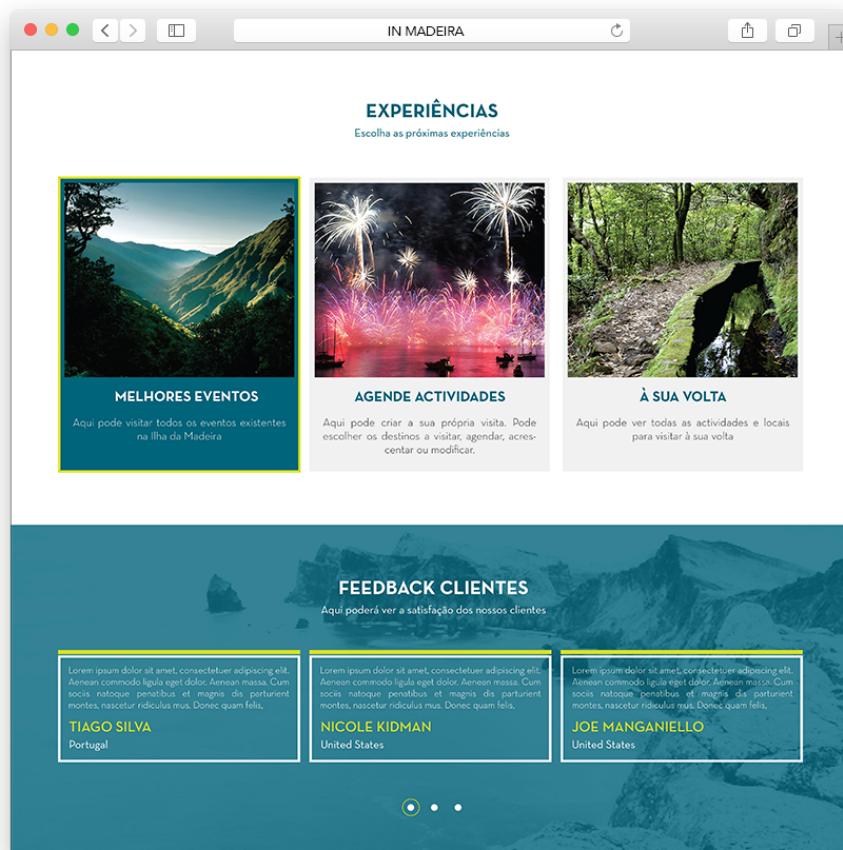 IN MADEIRA
EXPERIÊNCIAS
Escolha as próximas experiências
MELHORES EVENTOS
Aqui pode visitar todos os eventos existentes
na Ilha da Madeira
AGENDE ACTIVIDADES
Aqui pode criar a sua própria visita. Pode
escolher os destinos a visitar, agendar, acres-
centar ou modificar.
À SUA VOLTA
Aqui pode ver todas as actividades e locais
para visitar à sua volta
FEEDBACK CLIENTES
Aqui poderá ver a satisfação dos nossos clientes
Lorem ipsum dolor sit amet, consectetuer adipiscing elit.
Aenean commodo ligula eget dolor. Aenean massa. Cum
sociis natoque penatibus et magnis dis parturient
montes, nascetur ridiculus mus. Donec quam felis,
TIAGO SILVA
Portugal
Lorem ipsum dolor sit amet, consectetuer adipiscing elit.
Aenean commodo ligula eget dolor. Aenean massa. Cum
sociis natoque penatibus et magnis dis parturient
montes, nascetur ridiculus mus. Donec quam felis,
NICOLE KIDMAN
United States
Lorem ipsum dolor sit amet, consectetuer adipiscing elit.
Aenean commodo ligula eget dolor. Aenean massa. Cum
sociis natoque penatibus et magnis dis parturient
montes, nascetur ridiculus mus. Donec quam felis,
JOE MANGANIELLO
United States